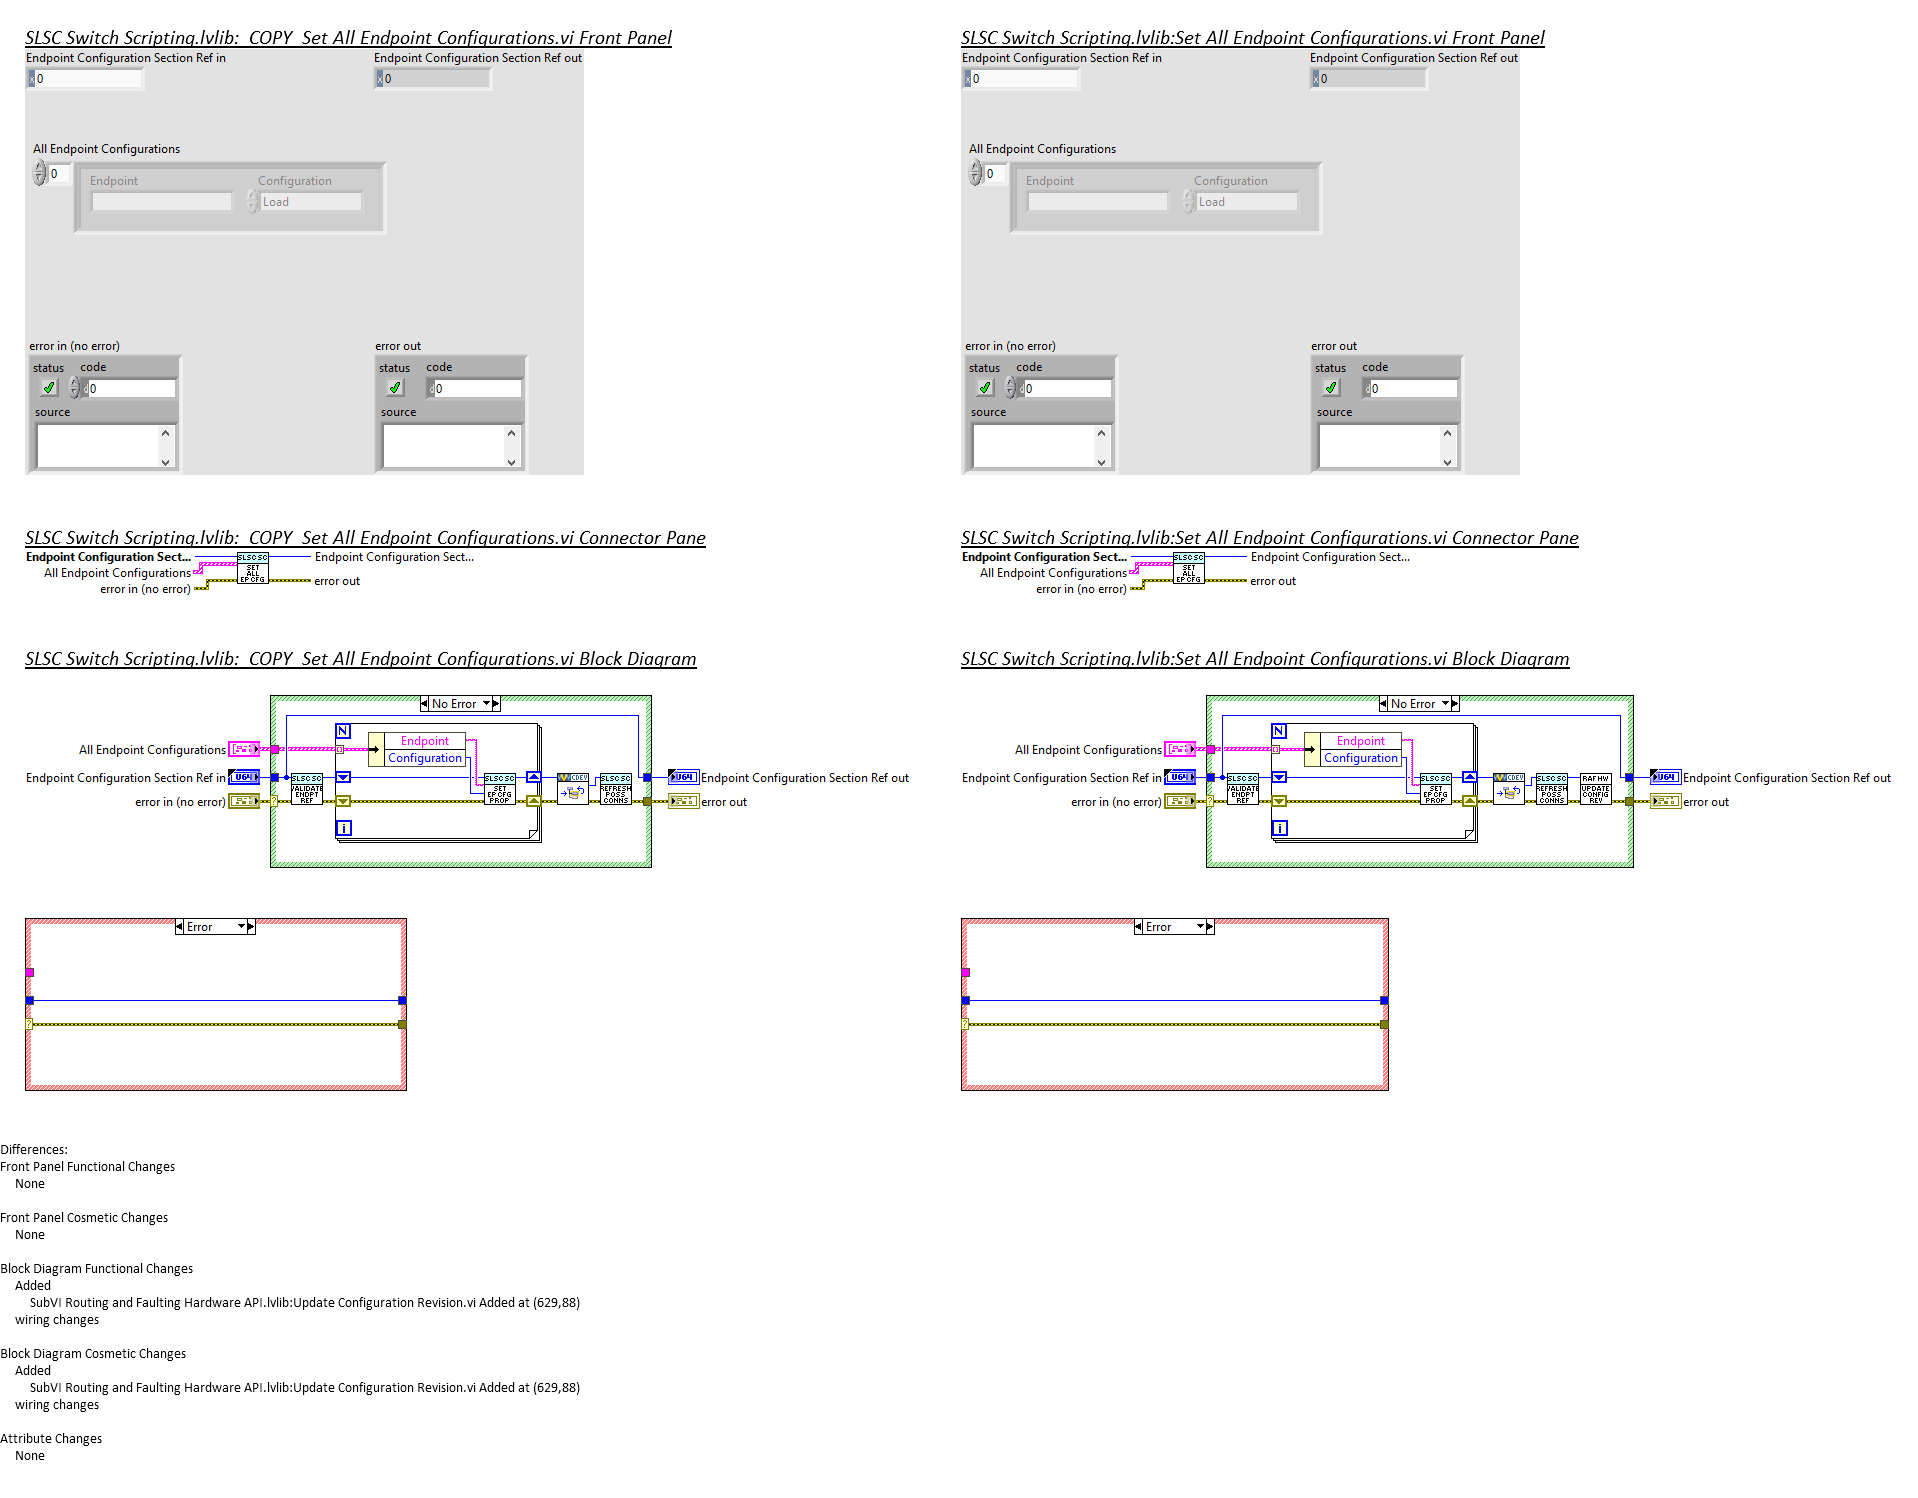 SLSC Switch Scripting.lvlib:  COPY  Set All Endpoint Configurations.vi Front Panel
Endpoint Configuration Section Ref in
Endpoint Configuration Section Ref out
x 0
x 0
All Endpoint Configurations
0
Endpoint
Configuration
Load
error in (no error)
error out
status
code
status
code
d 0
d 0
source
source
SLSC Switch Scripting.lvlib:Set All Endpoint Configurations.vi Front Panel
Endpoint Configuration Section Ref in
Endpoint Configuration Section Ref out
x 0
x 0
All Endpoint Configurations
0
Endpoint
Configuration
Load
error in (no error)
error out
status
code
status
code
d 0
d 0
source
source
SLSC Switch Scripting.lvlib:  COPY  Set All Endpoint Configurations.vi Connector Pane
Endpoint Configuration Sect...
All Endpoint Configurations
error in (no error)
SLSC SC
SET
ALL
EP CFG
Endpoint Configuration Sect...
error out
SLSC Switch Scripting.lvlib:Set All Endpoint Configurations.vi Connector Pane
Endpoint Configuration Sect...
All Endpoint Configurations
error in (no error)
SLSC SC
SET
ALL
EP CFG
Endpoint Configuration Sect...
error out
SLSC Switch Scripting.lvlib:  COPY  Set All Endpoint Configurations.vi Block Diagram
No Error
N
Endpoint
Configuration
All Endpoint Configurations
Endpoint Configuration Section Ref in
U64
error in (no error)
?
SLSC SC
VALIDATE
ENDPT
REF
SLSC SC
SET
EP CFG
PROP
CDEV
SLSC SC
REFRESH
POSS
CONNS
i
U64
Endpoint Configuration Section Ref out
error out
Error
?
SLSC Switch Scripting.lvlib:Set All Endpoint Configurations.vi Block Diagram
No Error
N
Endpoint
Configuration
All Endpoint Configurations
Endpoint Configuration Section Ref in
U64
error in (no error)
?
SLSC SC
VALIDATE
ENDPT
REF
SLSC SC
SET
EP CFG
PROP
CDEV
SLSC SC
REFRESH
POSS
CONNS
RAF HW
UPDATE
CONFIG
REV
i
U64
Endpoint Configuration Section Ref out
error out
Error
?
Differences:
Front Panel Functional Changes
None
Front Panel Cosmetic Changes
None
Block Diagram Functional Changes
Added
SubVI Routing and Faulting Hardware API.lvlib:Update Configuration Revision.vi Added at (629,88)
wiring changes
Block Diagram Cosmetic Changes
Added
SubVI Routing and Faulting Hardware API.lvlib:Update Configuration Revision.vi Added at (629,88)
wiring changes
Attribute Changes
None